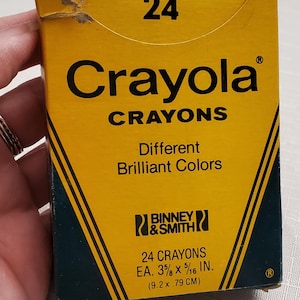 24
Crayola®
CRAYONS
Different
Brilliant Colors
BINNEY
&SMITH
24 CRAYONS
EA. 3⅝ x 5/16 IN.
(9.2 x .79 CM)
®